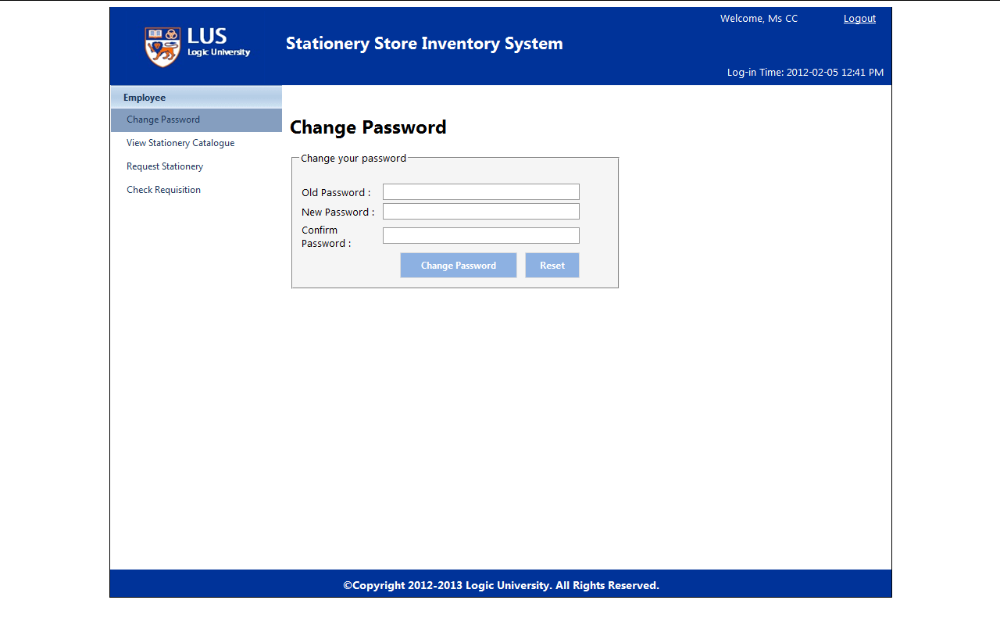 Welcome, Ms CC
Logout
LUS
Logic University
Stationery Store Inventory System
Log-in Time: 2012-02-05 12:41 PM
Employee
Change Password
View Stationery Catalogue
Request Stationery
Check Requisition
Change Password
Change your password
Old Password :
New Password :
Confirm
Password :
Change Password
Reset
©Copyright 2012-2013 Logic University. All Rights Reserved.